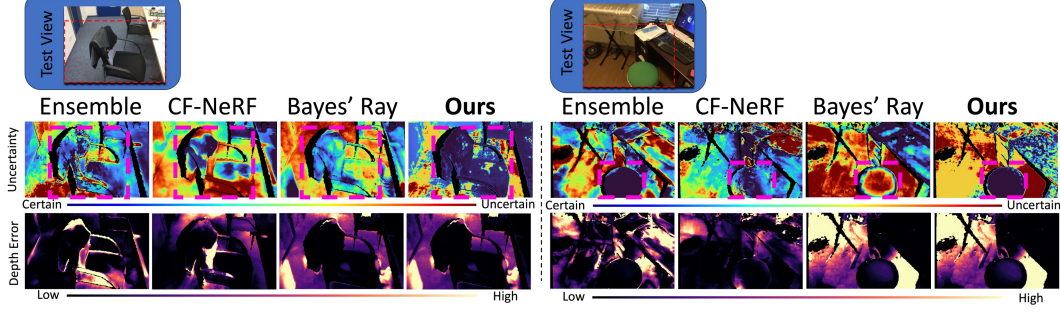 Test View
Ensemble CF-NeRF Bayes' Ray Ours
Uncertainty
Certain Uncertain
Depth Error
Low High
Test View
Ensemble CF-NeRF Bayes' Ray Ours
Certain Uncertain
Low High